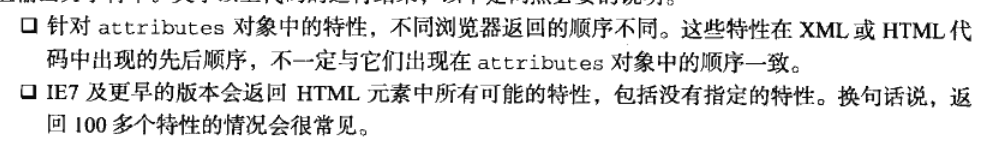 ❑ 针对 attributes 对象中的特性，不同浏览器返回的顺序不同。这些特性在 XML 或 HTML 代
码中出现的先后顺序，不一定与它们出现在 attributes 对象中的顺序一致。
❑ IE7 及更早的版本会返回 HTML 元素中所有可能的特性，包括没有指定的特性。换句话说，返
回 100 多个特性的情况会很常见。